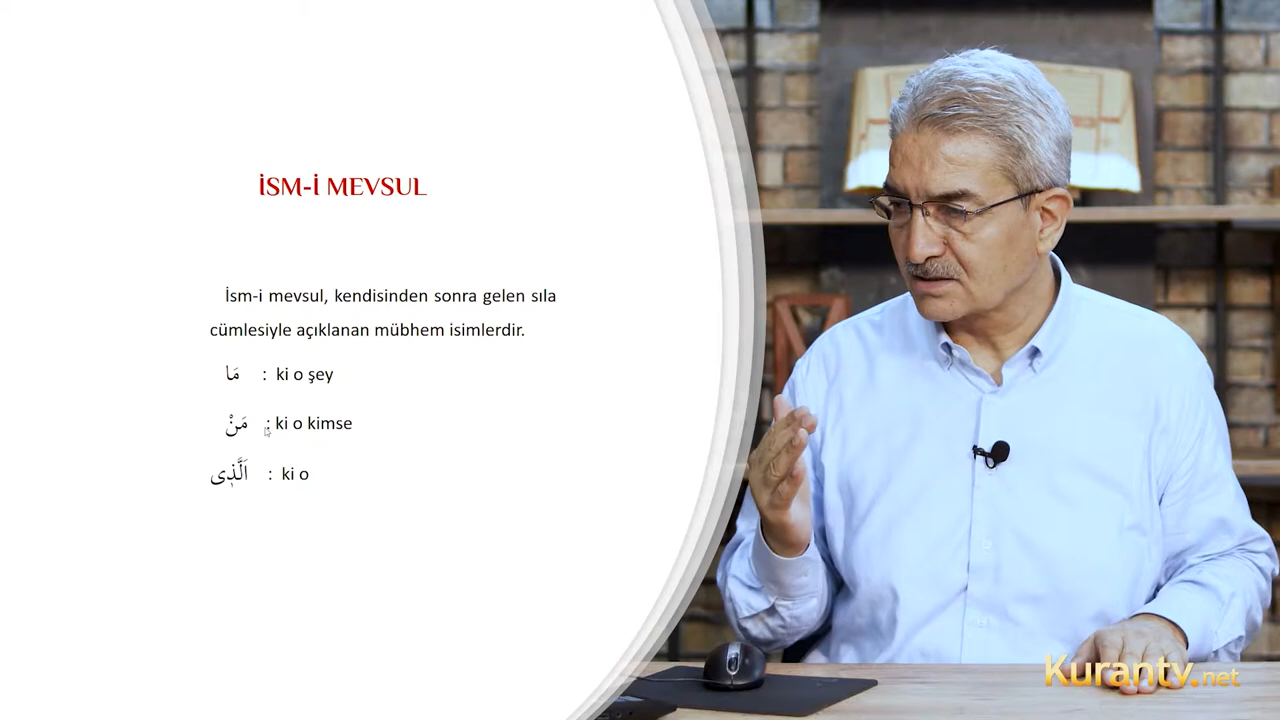 İSM-İ MEVSUL
İsm-i mevsul, kendisinden sonra gelen sıla
cümlesiyle açıklanan mübhem isimlerdir.
مَا : ki o şey
مَنْ : ki o kimse
اَلَّذٖى : ki o
Kurantv.net